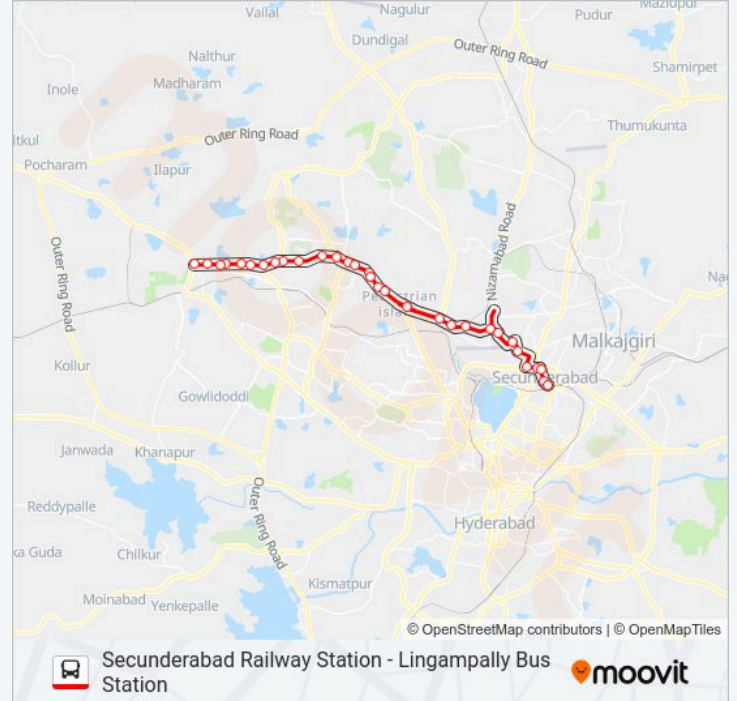 Vailal
Nagulur
Mazidpur
Dundigal
Pudur
Outer Ring Road
Nalthur
Shamirpet
Inole
Madharam
Thumukunta
Outer Ring Road
itkul
Pocharam
Ilapur
Nizamabad Road
Outer Ring Road
Pedestrian
island
Malkajgiri
Kollur
Secunderabad
Gowlidoddi
Janwada
Khanapur
Outer Ring Road
Reddypalle
Hyderabad
ka Guda
Chilkur
Kismatpur
Moinabad
Yenkepalle
© OpenStreetMap contributors | © OpenMapTiles
Secunderabad Railway Station - Lingampally Bus
Station
moovit